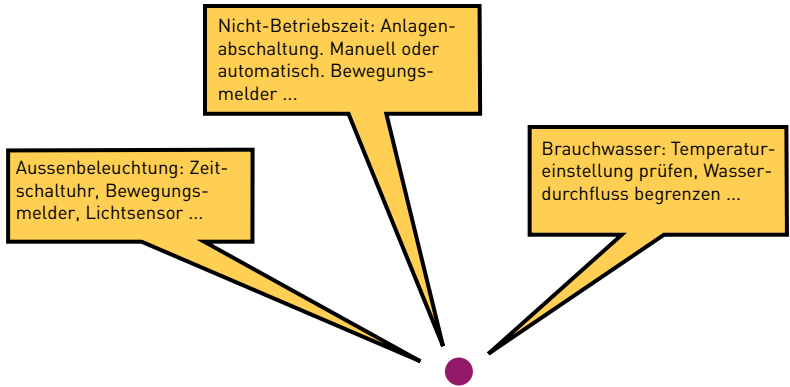 Nicht-Betriebszeit: Anlagen-
abschaltung. Manuell oder
automatisch. Bewegungs-
melder ...
Aussenbeleuchtung: Zeit-
schaltuhr, Bewegungs-
melder, Lichtsensor ...
Brauchwasser: Temperatur-
einstellung prüfen, Wasser-
durchfluss begrenzen ...